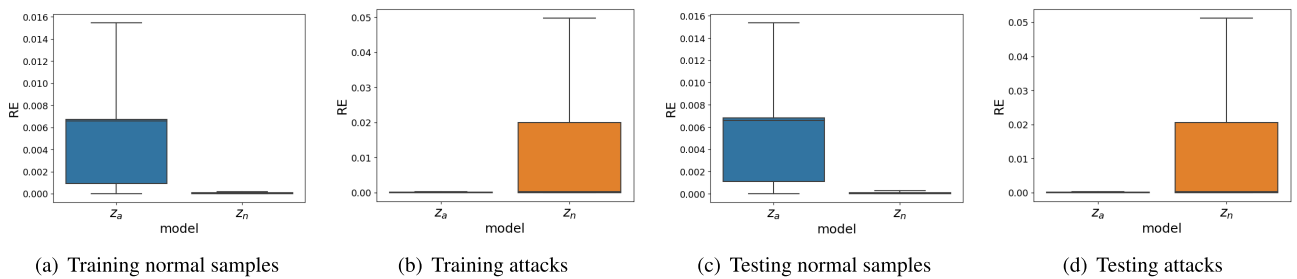 0.016
0.014
0.012
0.010
0.008
0.006
0.004
0.002
0.000
RE
z_a
z_n
model
(a) Training normal samples
0.05
0.04
0.03
0.02
0.01
0.00
RE
z_a
z_n
model
(b) Training attacks
0.016
0.014
0.012
0.010
0.008
0.006
0.004
0.002
0.000
RE
z_a
z_n
model
(c) Testing normal samples
0.05
0.04
0.03
0.02
0.01
0.00
RE
z_a
z_n
model
(d) Testing attacks